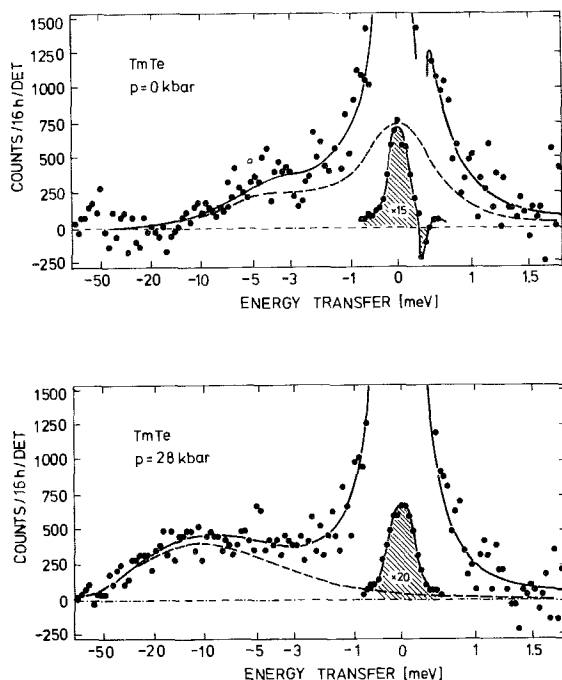 1500
1250
1000
750
500
250
0
-250
COUNTS/16 h/DET
TmTe
p=0 kbar
×15
-50 -20 -10 -5 -3 -1 0 1 1.5
ENERGY TRANSFER [meV]
1500
1250
1000
750
500
250
0
-250
COUNTS/16 h/DET
TmTe
p=28 kbar
×20
-50 -20 -10 -5 -3 -1 0 1 1.5
ENERGY TRANSFER [meV]